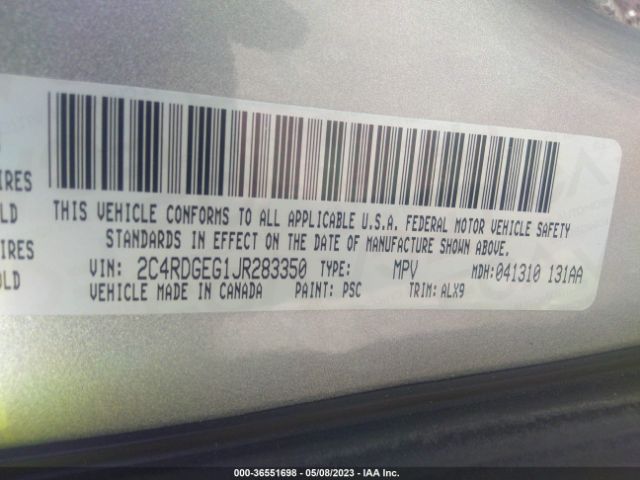 IRES
LD
THIS VEHICLE CONFORMS TO ALL APPLICABLE U.S.A. FEDERAL MOTOR VEHICLE SAFETY
IRES
STANDARDS IN EFFECT ON THE DATE OF MANUFACTURE SHOWN ABOVE.
OLD
VIN: 2C4RDGEG1JR283350 TYPE: MPV MDH:041310 131AA
VEHICLE MADE IN CANADA PAINT: PSC TRIM: ALX9
000-36551698 - 05/08/2023 - IAA Inc.